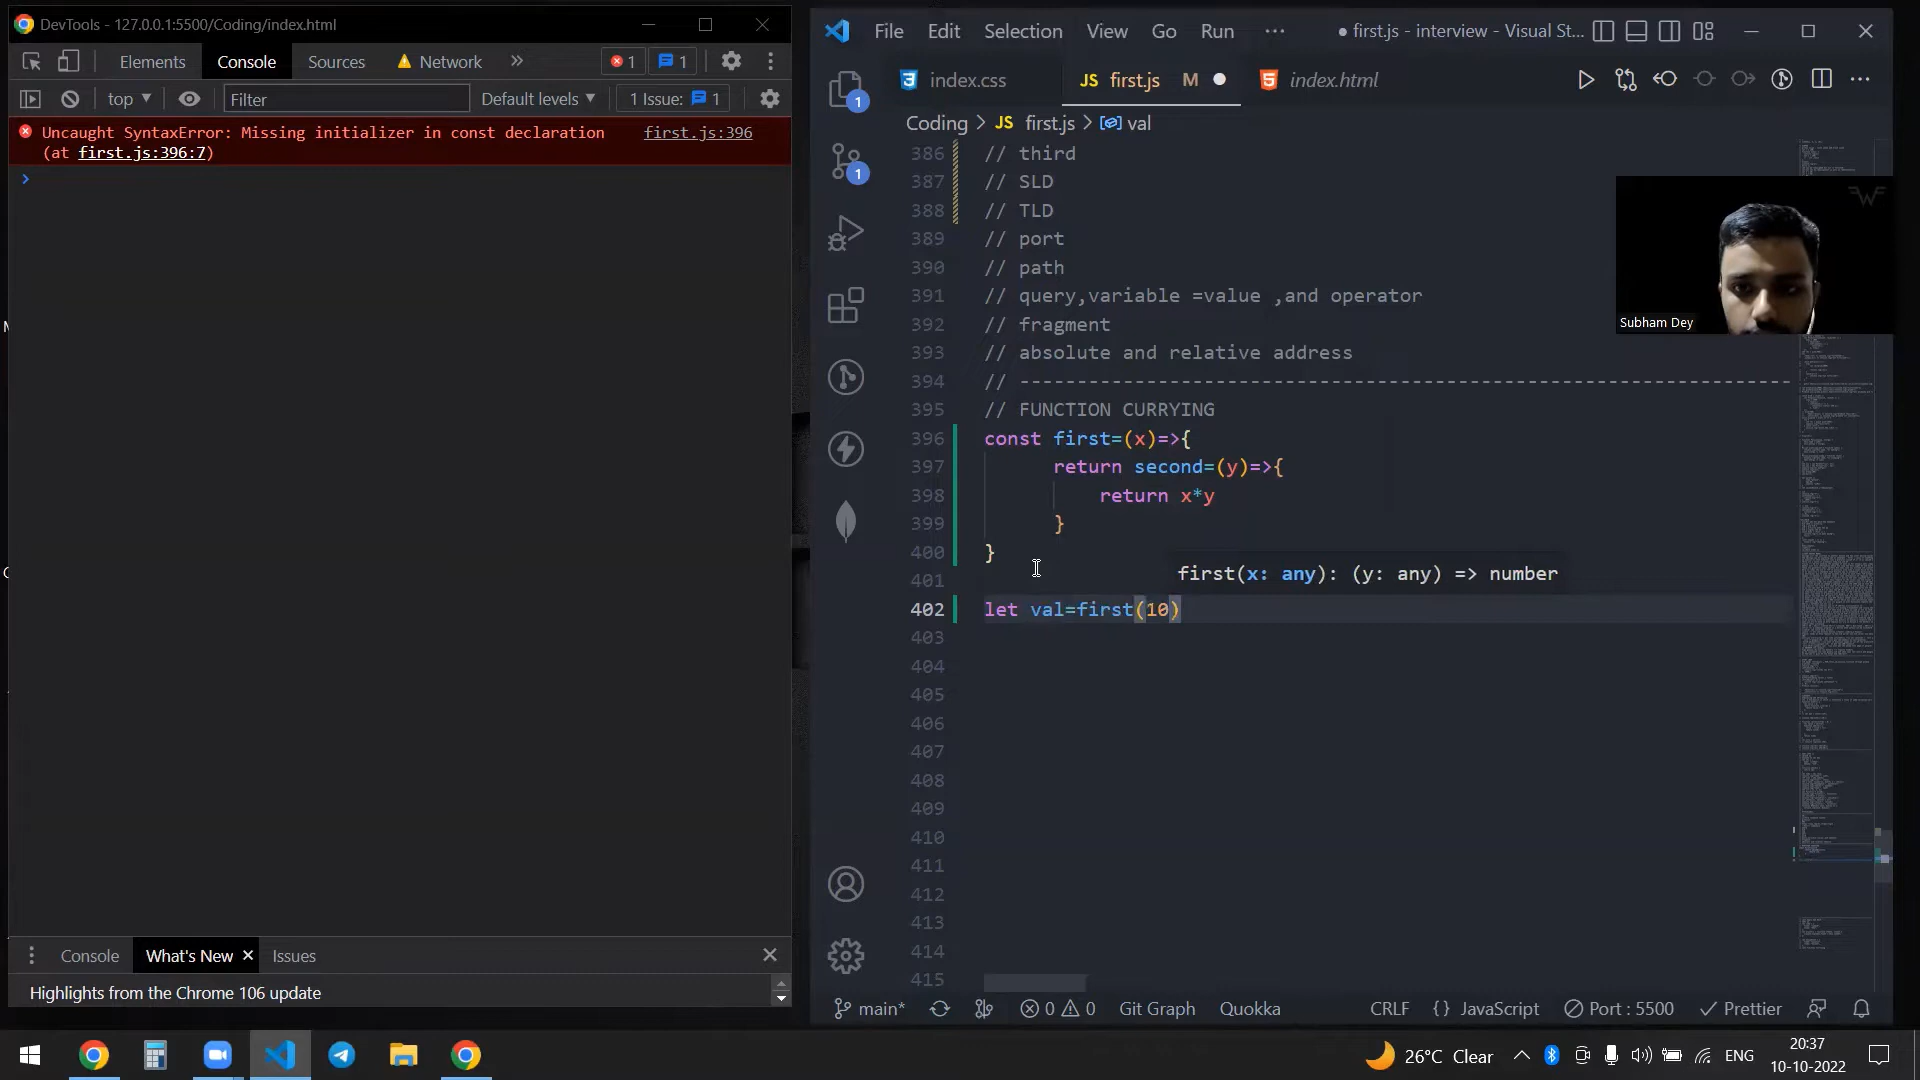 DevTools - 127.0.0.1:5500/Coding/index.html
Elements Console Sources Network » 1 1
top ▼ Filter Default levels ▼ 1 Issue: 1
Uncaught SyntaxError: Missing initializer in const declaration first.js:396
(at first.js:396:7)
>
Console What's New × Issues
Highlights from the Chrome 106 update
File Edit Selection View Go Run ··· ● first.js - interview - Visual St...
index.css JS first.js M ● index.html
Coding > JS first.js > val
1
1
386 // third
387 // SLD
388 // TLD
389 // port
390 // path
391 // query,variable =value ,and operator
392 // fragment
393 // absolute and relative address
394 // -------------------------------------------------------------------
395 // FUNCTION CURRYING
396 const first=(x)=>{
397 return second=(y)=>{
398 return x*y
399 }
400 }
401
402 let val=first(10)
first(x: any): (y: any) => number
403
404
405
406
407
408
409
410
411
412
413
414
415
Subham Dey
main* 0 0 Git Graph Quokka CRLF {} JavaScript Port : 5500 Prettier
26°C Clear ENG 20:37
10-10-2022